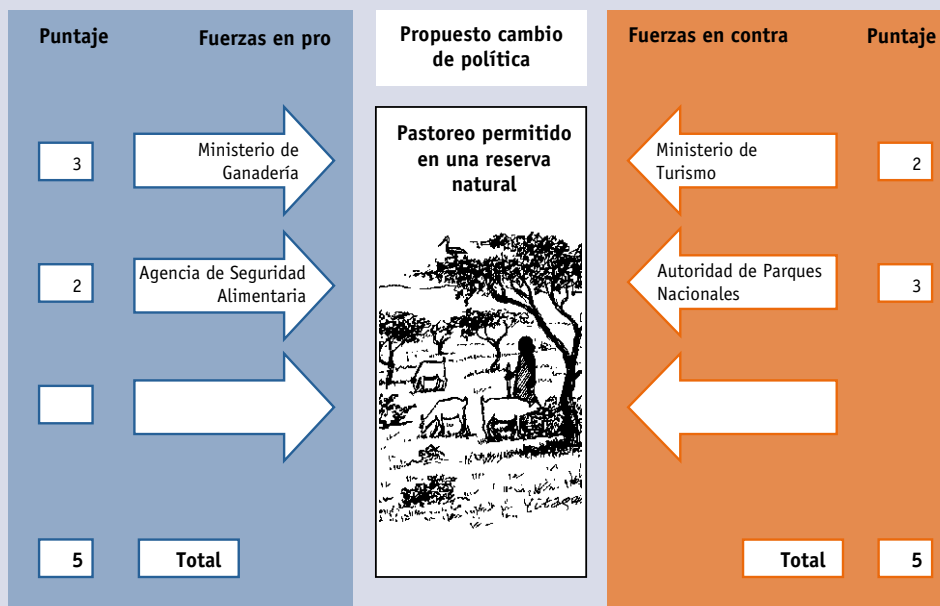 Puntaje
Fuerzas en pro
3
Ministerio de
Ganadería
2
Agencia de Seguridad
Alimentaria
5
Total
Propuesto cambio
de política
Pastoreo permitido
en una reserva
natural
Fuerzas en contra
Puntaje
Ministerio de
Turismo
2
Autoridad de Parques
Nacionales
3
Total
5